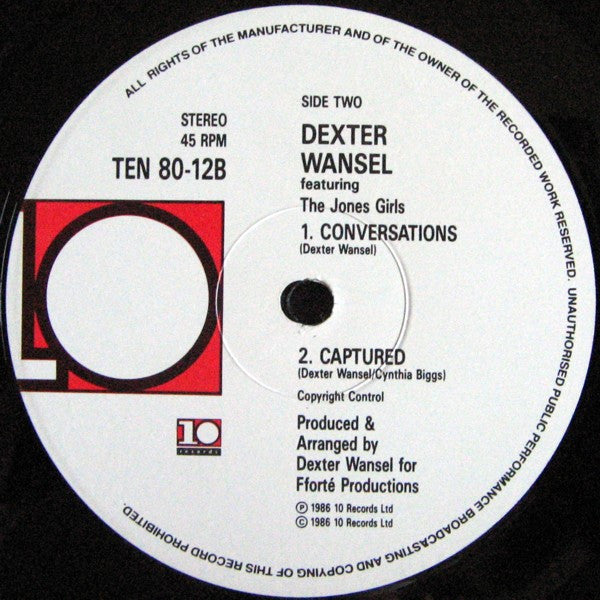 ALL RIGHTS OF THE MANUFACTURER AND OF THE OWNER OF THE RECORDED WORK RESERVED. UNAUTHORISED PUBLIC PERFORMANCE BROADCASTING AND COPYING OF THIS RECORD PROHIBITED.
STEREO
45 RPM
TEN 80-12B
SIDE TWO
DEXTER
WANSEL
featuring
The Jones Girls
1. CONVERSATIONS
(Dexter Wansel)
2. CAPTURED
(Dexter Wansel/Cynthia Biggs)
Copyright Control
Produced &
Arranged by
Dexter Wansel for
Fforté Productions
℗ 1986 10 Records Ltd
© 1986 10 Records Ltd
10
10
records